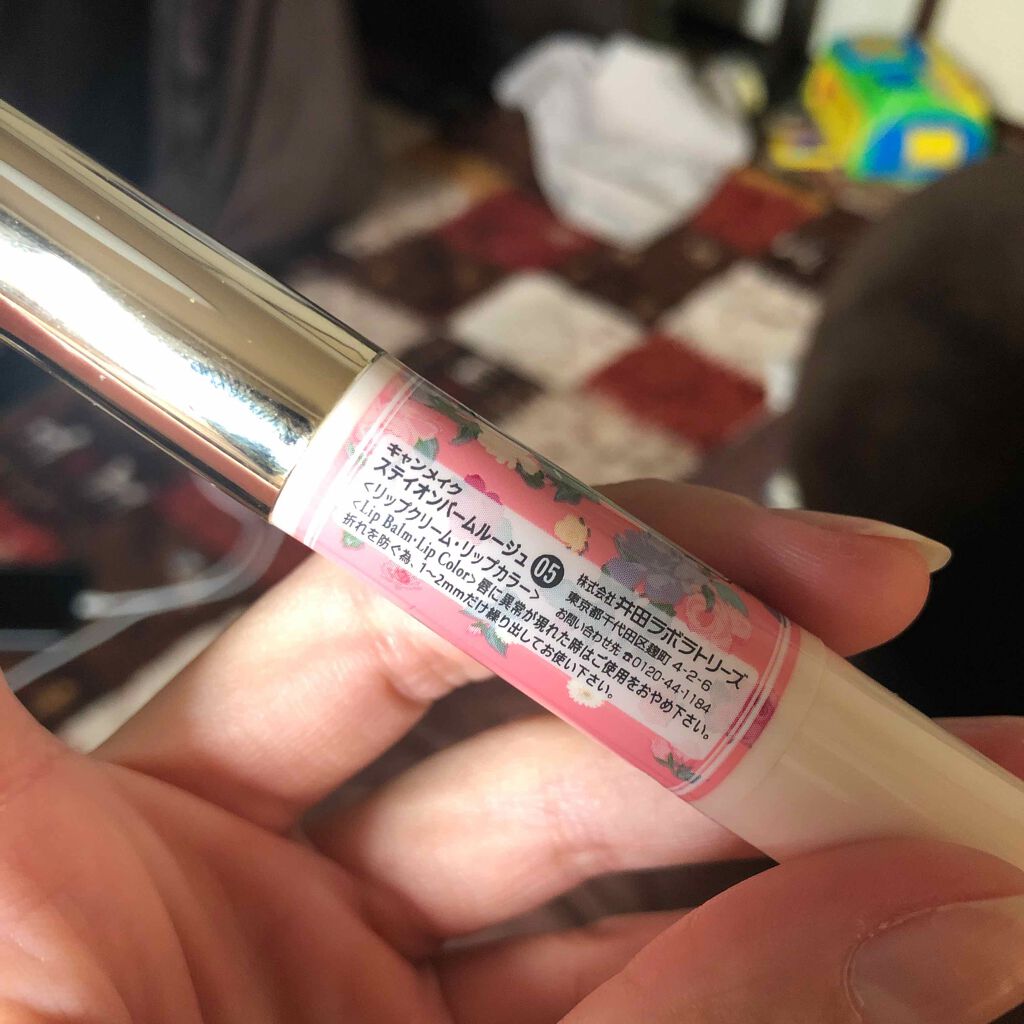 キャンメイク
ステイオンバームルージュ 05
<リップクリーム・リップカラー>
<Lip Balm・Lip Color>
株式会社 井田ラボラトリーズ
東京都千代田区麹町 4-2-6
お問い合わせ先 ☎0120-44-1184
唇に異常が現れた時はご使用をおやめ下さい。
折れを防ぐ為、1~2mmだけ繰り出してお使い下さい。